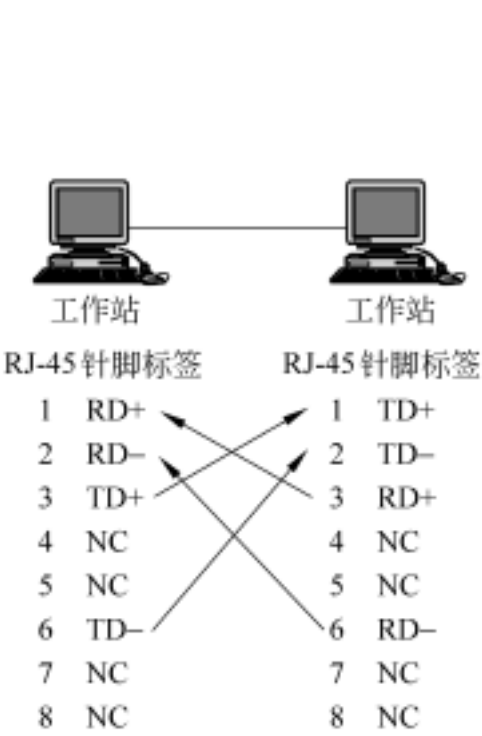 工作站 工作站
RJ-45针脚标签 RJ-45针脚标签
1 RD+ 1 TD+
2 RD− 2 TD−
3 TD+ 3 RD+
4 NC 4 NC
5 NC 5 NC
6 TD− 6 RD−
7 NC 7 NC
8 NC 8 NC